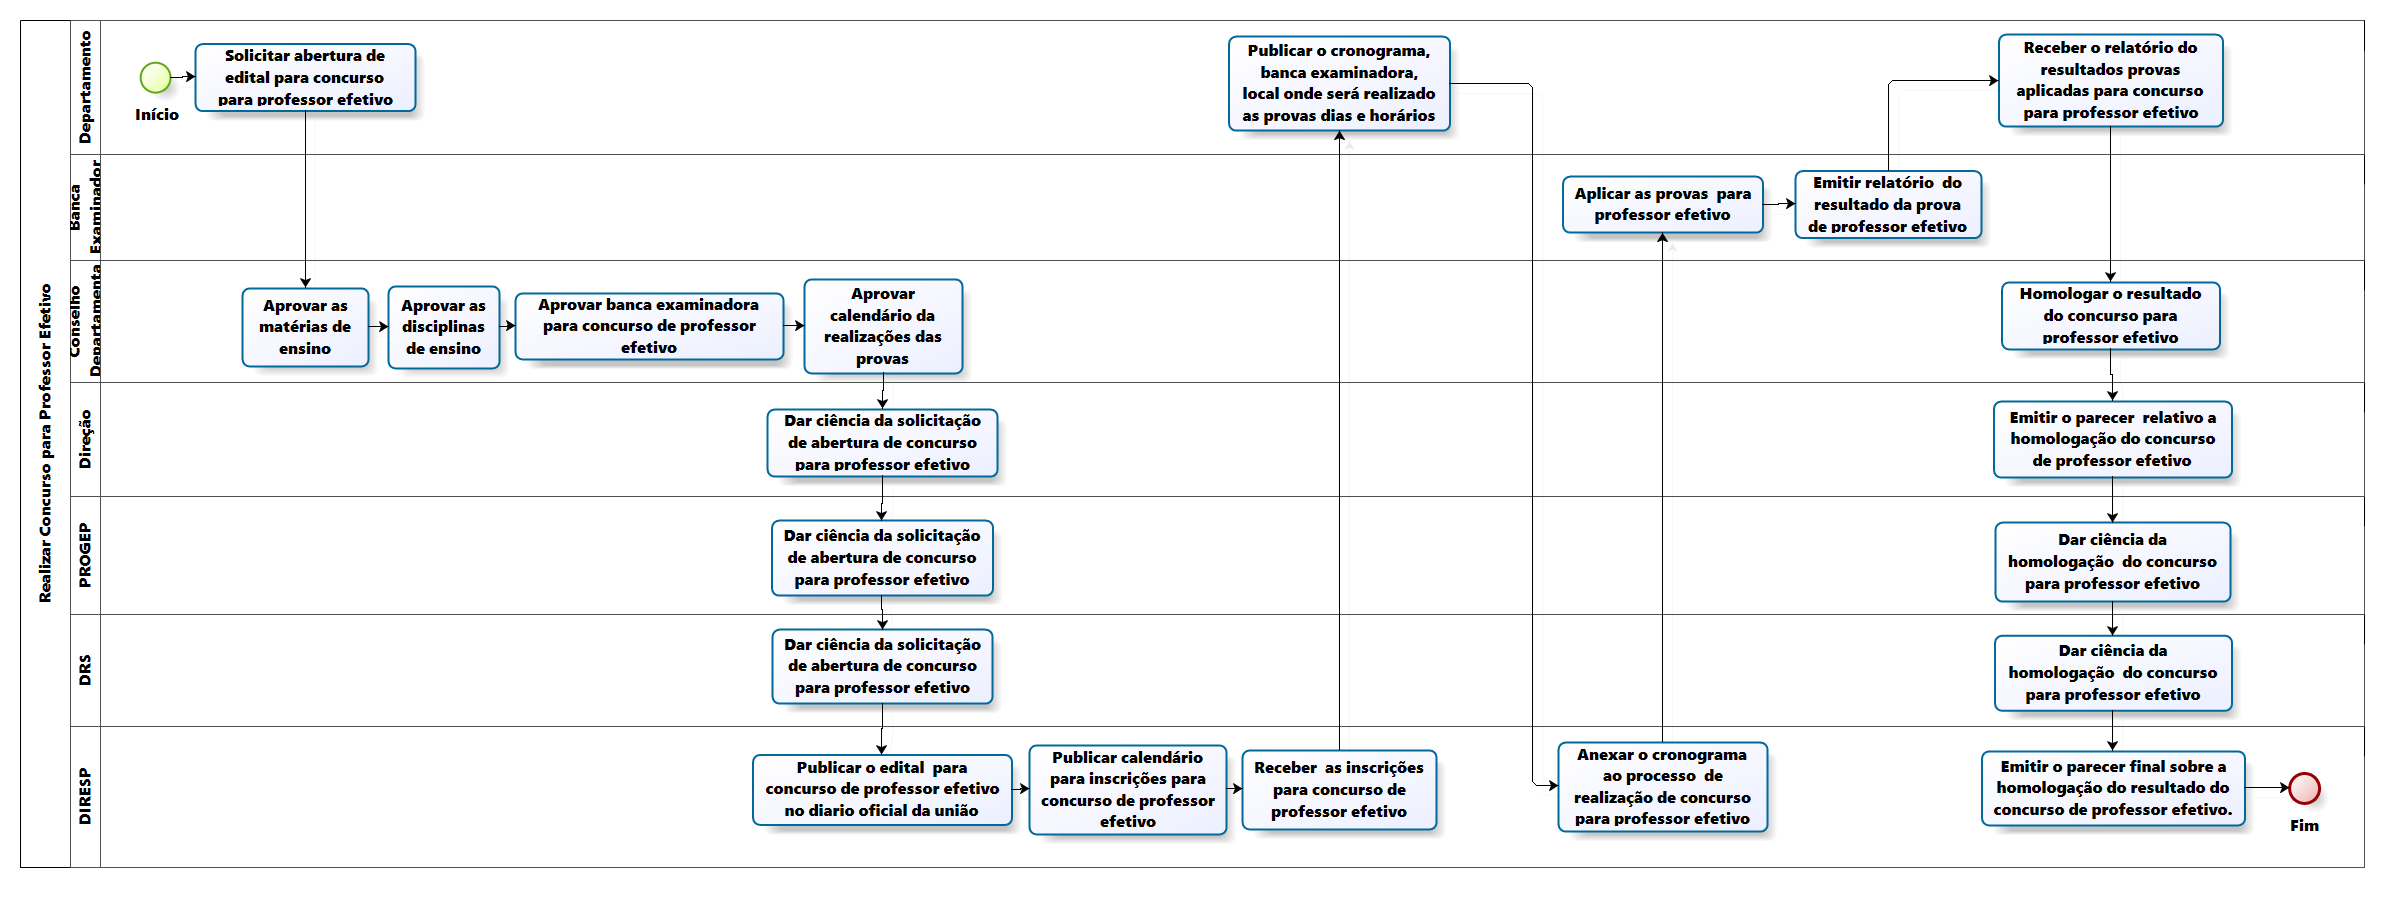 Realizar Concurso para Professor Efetivo
Departamento
Início
Solicitar abertura de
edital para concurso
para professor efetivo
Publicar o cronograma,
banca examinadora,
local onde será realizado
as provas dias e horários
Receber o relatório do
resultados provas
aplicadas para concurso
para professor efetivo
Banca
Examinador
Aplicar as provas para
professor efetivo
Emitir relatório do
resultado da prova
de professor efetivo
Conselho
Departamenta
Aprovar as
matérias de
ensino
Aprovar as
disciplinas
de ensino
Aprovar banca examinadora
para concurso de professor
efetivo
Aprovar
calendário da
realizações das
provas
Homologar o resultado
do concurso para
professor efetivo
Direção
Dar ciência da solicitação
de abertura de concurso
para professor efetivo
Emitir o parecer relativo a
homologação do concurso
de professor efetivo
PROGEP
Dar ciência da solicitação
de abertura de concurso
para professor efetivo
Dar ciência da
homologação do concurso
para professor efetivo
DRS
Dar ciência da solicitação
de abertura de concurso
para professor efetivo
Dar ciência da
homologação do concurso
para professor efetivo
DIRESP
Publicar o edital para
concurso de professor efetivo
no diario oficial da união
Publicar calendário
para inscrições para
concurso de professor
efetivo
Receber as inscrições
para concurso de
professor efetivo
Anexar o cronograma
ao processo de
realização de concurso
para professor efetivo
Emitir o parecer final sobre a
homologação do resultado do
concurso de professor efetivo.
Fim